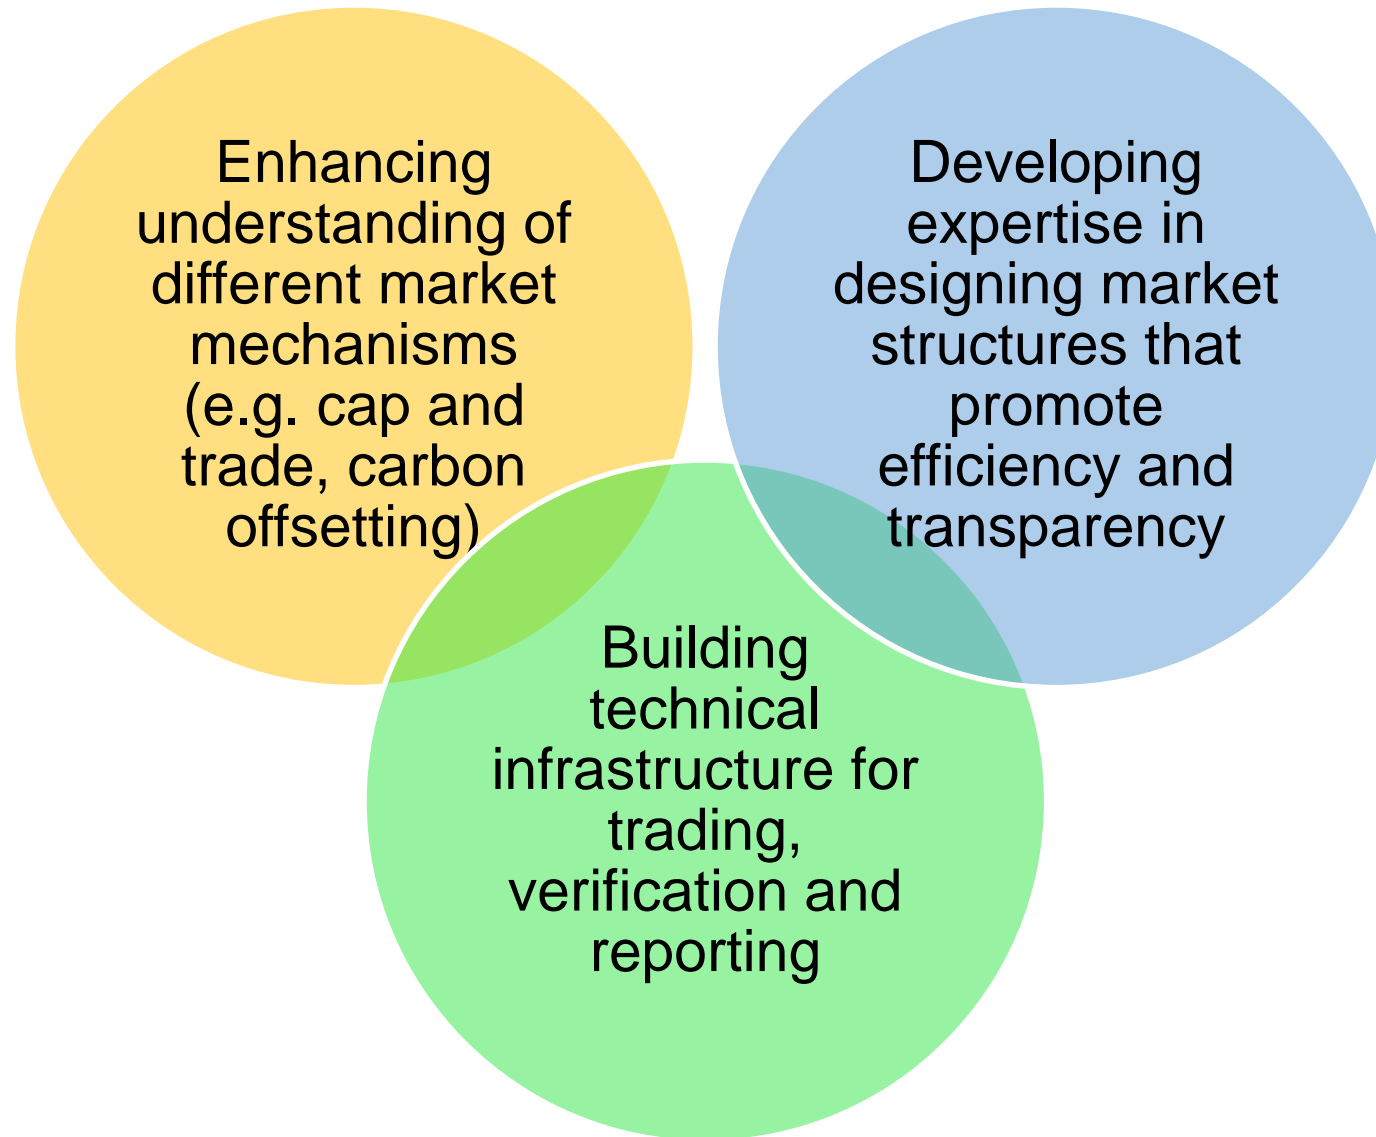 Enhancing
understanding of
different market
mechanisms
(e.g. cap and
trade, carbon
offsetting)
Developing
expertise in
designing market
structures that
promote
efficiency and
transparency
Building
technical
infrastructure for
trading,
verification and
reporting